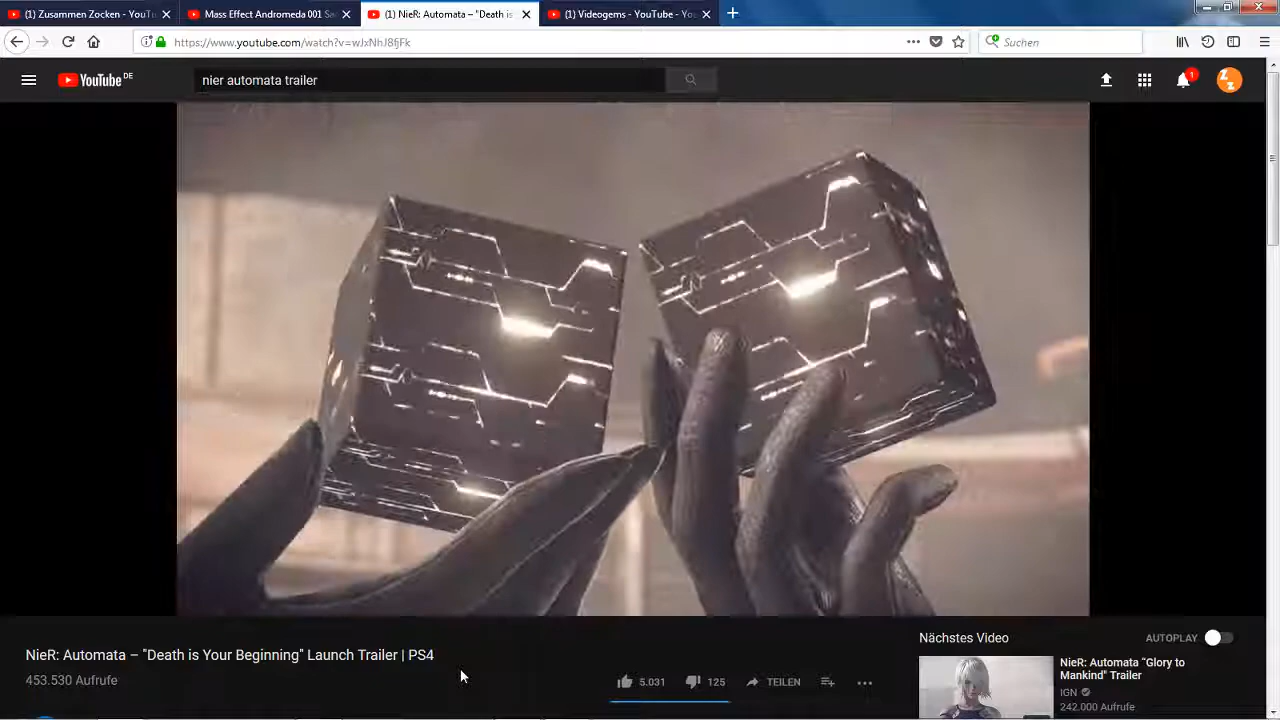 (1) Zusammen Zocken - YouTu
Mass Effect Andromeda 001 Sa
(1) NieR: Automata – "Death is
(1) Videogems - YouTube - Yo
https://www.youtube.com/watch?v=wJxNhJ8fjFk
Suchen
YouTube DE
nier automata trailer
1
NieR: Automata – "Death is Your Beginning" Launch Trailer | PS4
453.530 Aufrufe
5.031
125
TEILEN
Nächstes Video
AUTOPLAY
NieR: Automata "Glory to
Mankind" Trailer
IGN
242.000 Aufrufe